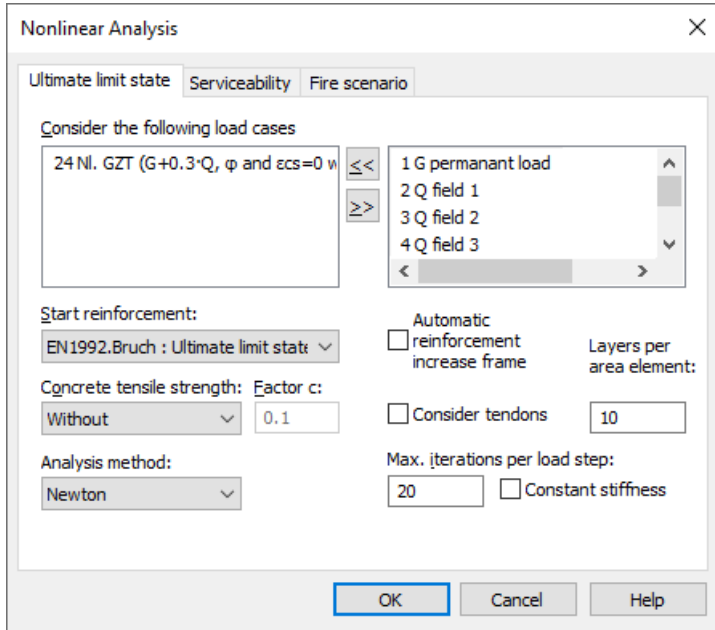 Nonlinear Analysis
Ultimate limit state
Serviceability
Fire scenario
Consider the following load cases
24 Nl. GZT (G+0.3*Q, φ and εcs=0 w
<<
>>
1 G permanant load
2 Q field 1
3 Q field 2
4 Q field 3
Start reinforcement:
EN1992.Bruch : Ultimate limit state
Automatic
reinforcement
increase frame
Layers per
area element:
Concrete tensile strength:
Factor c:
Without
0.1
Consider tendons
10
Analysis method:
Newton
Max. iterations per load step:
20
Constant stiffness
OK
Cancel
Help